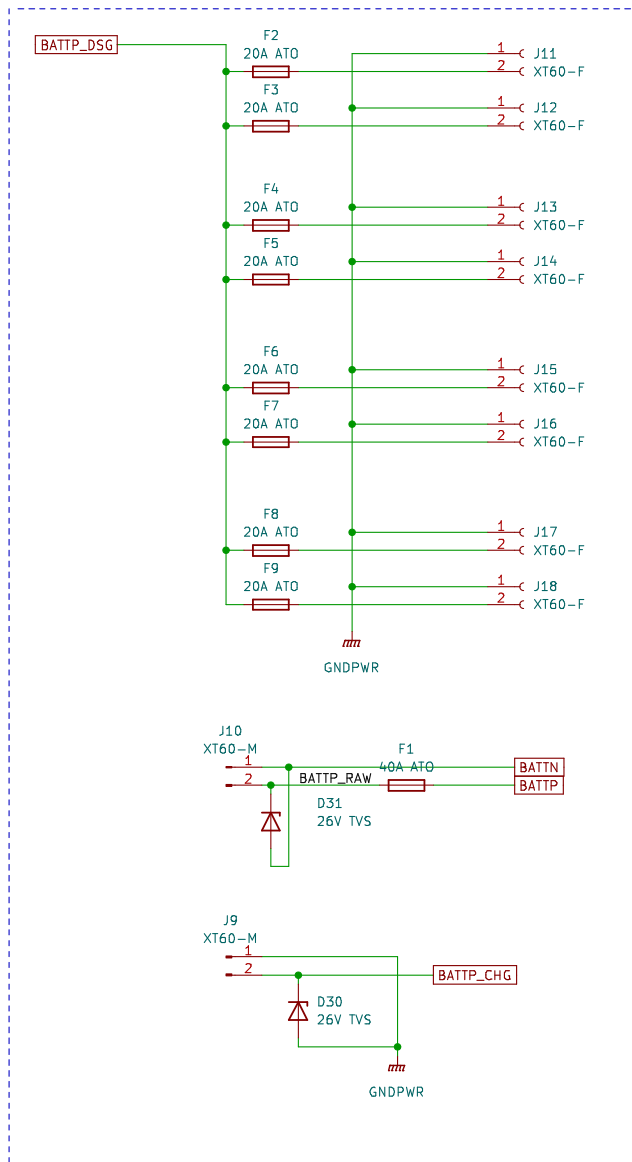 BATTP_DSG
F2
20A ATO
1 J11
2 XT60-F
F3
20A ATO
1 J12
2 XT60-F
F4
20A ATO
1 J13
2 XT60-F
F5
20A ATO
1 J14
2 XT60-F
F6
20A ATO
1 J15
2 XT60-F
F7
20A ATO
1 J16
2 XT60-F
F8
20A ATO
1 J17
2 XT60-F
F9
20A ATO
1 J18
2 XT60-F
GNDPWR
J10
XT60-M
1
2
BATTP_RAW
F1
40A ATO
BATTN
BATTP
D31
26V TVS
J9
XT60-M
1
2
BATTP_CHG
D30
26V TVS
GNDPWR